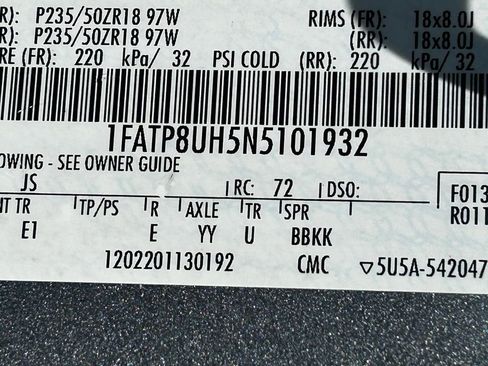 R): P235/50ZR18 97W RIMS (FR): 18x8.0J
R): P235/50ZR18 97W (RR): 18x8.0J
RE (FR): 220 kPa/ 32 PSI COLD (RR): 220 kPa/ 32
1FATP8UH5N5101932
OWING - SEE OWNER GUIDE
JS RC: 72 DSO: F013
NT TR TP/PS R AXLE TR SPR R011
E1 E YY U BBKK
1202201130192 CMC ▽5U5A-542047